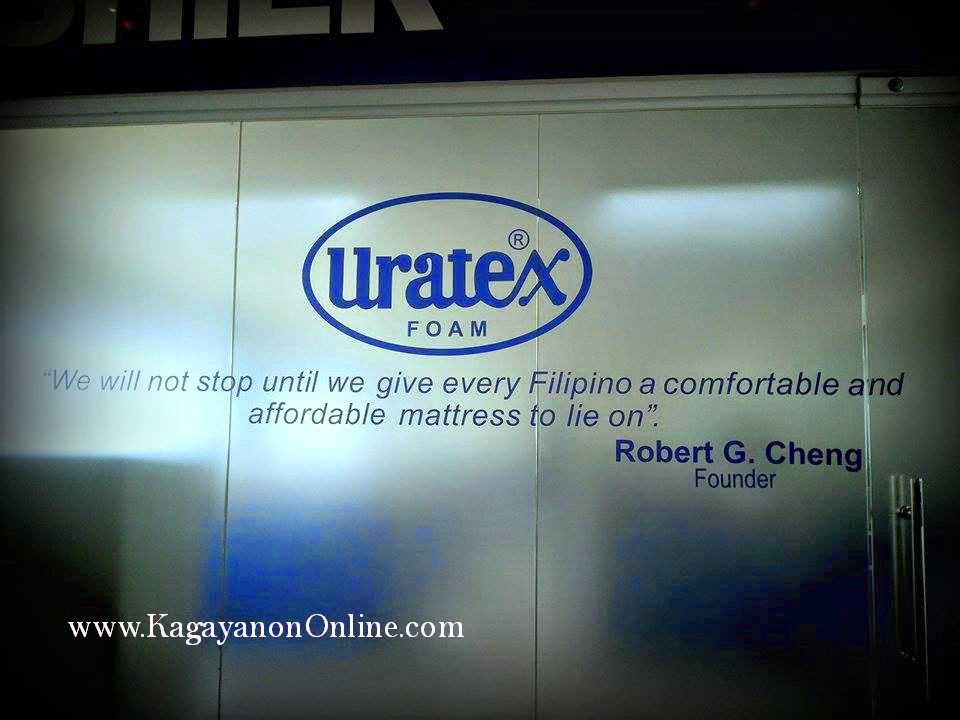 Uratex®
FOAM
“We will not stop until we give every Filipino a comfortable and
affordable mattress to lie on”.
Robert G. Cheng
Founder
www.KagayanonOnline.com